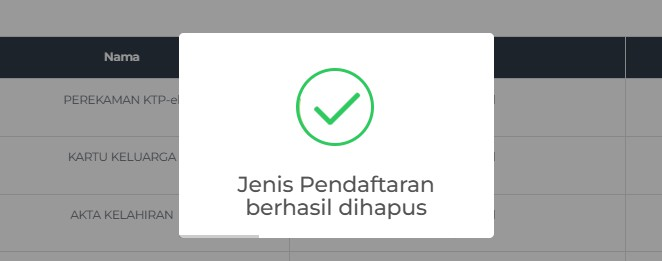 Nama
PEREKAMAN KTP-el
KARTU KELUARGA
AKTA KELAHIRAN
Jenis Pendaftaran
berhasil dihapus